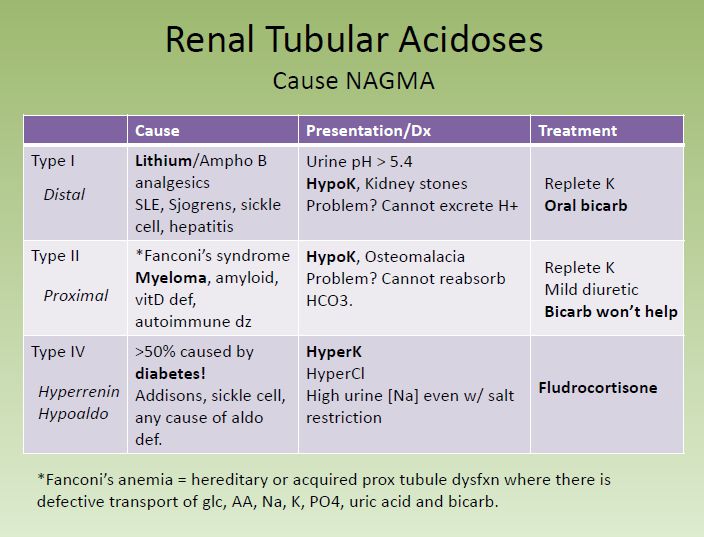 Renal Tubular Acidoses
Cause NAGMA
Cause Presentation/Dx Treatment
Type I
Distal
Lithium/Ampho B
analgesics
SLE, Sjogrens, sickle
cell, hepatitis
Urine pH > 5.4
HypoK, Kidney stones
Problem? Cannot excrete H+
Replete K
Oral bicarb
Type II
Proximal
*Fanconi's syndrome
Myeloma, amyloid,
vitD def,
autoimmune dz
HypoK, Osteomalacia
Problem? Cannot reabsorb
HCO3.
Replete K
Mild diuretic
Bicarb won't help
Type IV
Hyperrenin
Hypoaldo
>50% caused by
diabetes!
Addisons, sickle cell,
any cause of aldo
def.
HyperK
HyperCl
High urine [Na] even w/ salt
restriction
Fludrocortisone
*Fanconi's anemia = hereditary or acquired prox tubule dysfxn where there is
defective transport of glc, AA, Na, K, PO4, uric acid and bicarb.